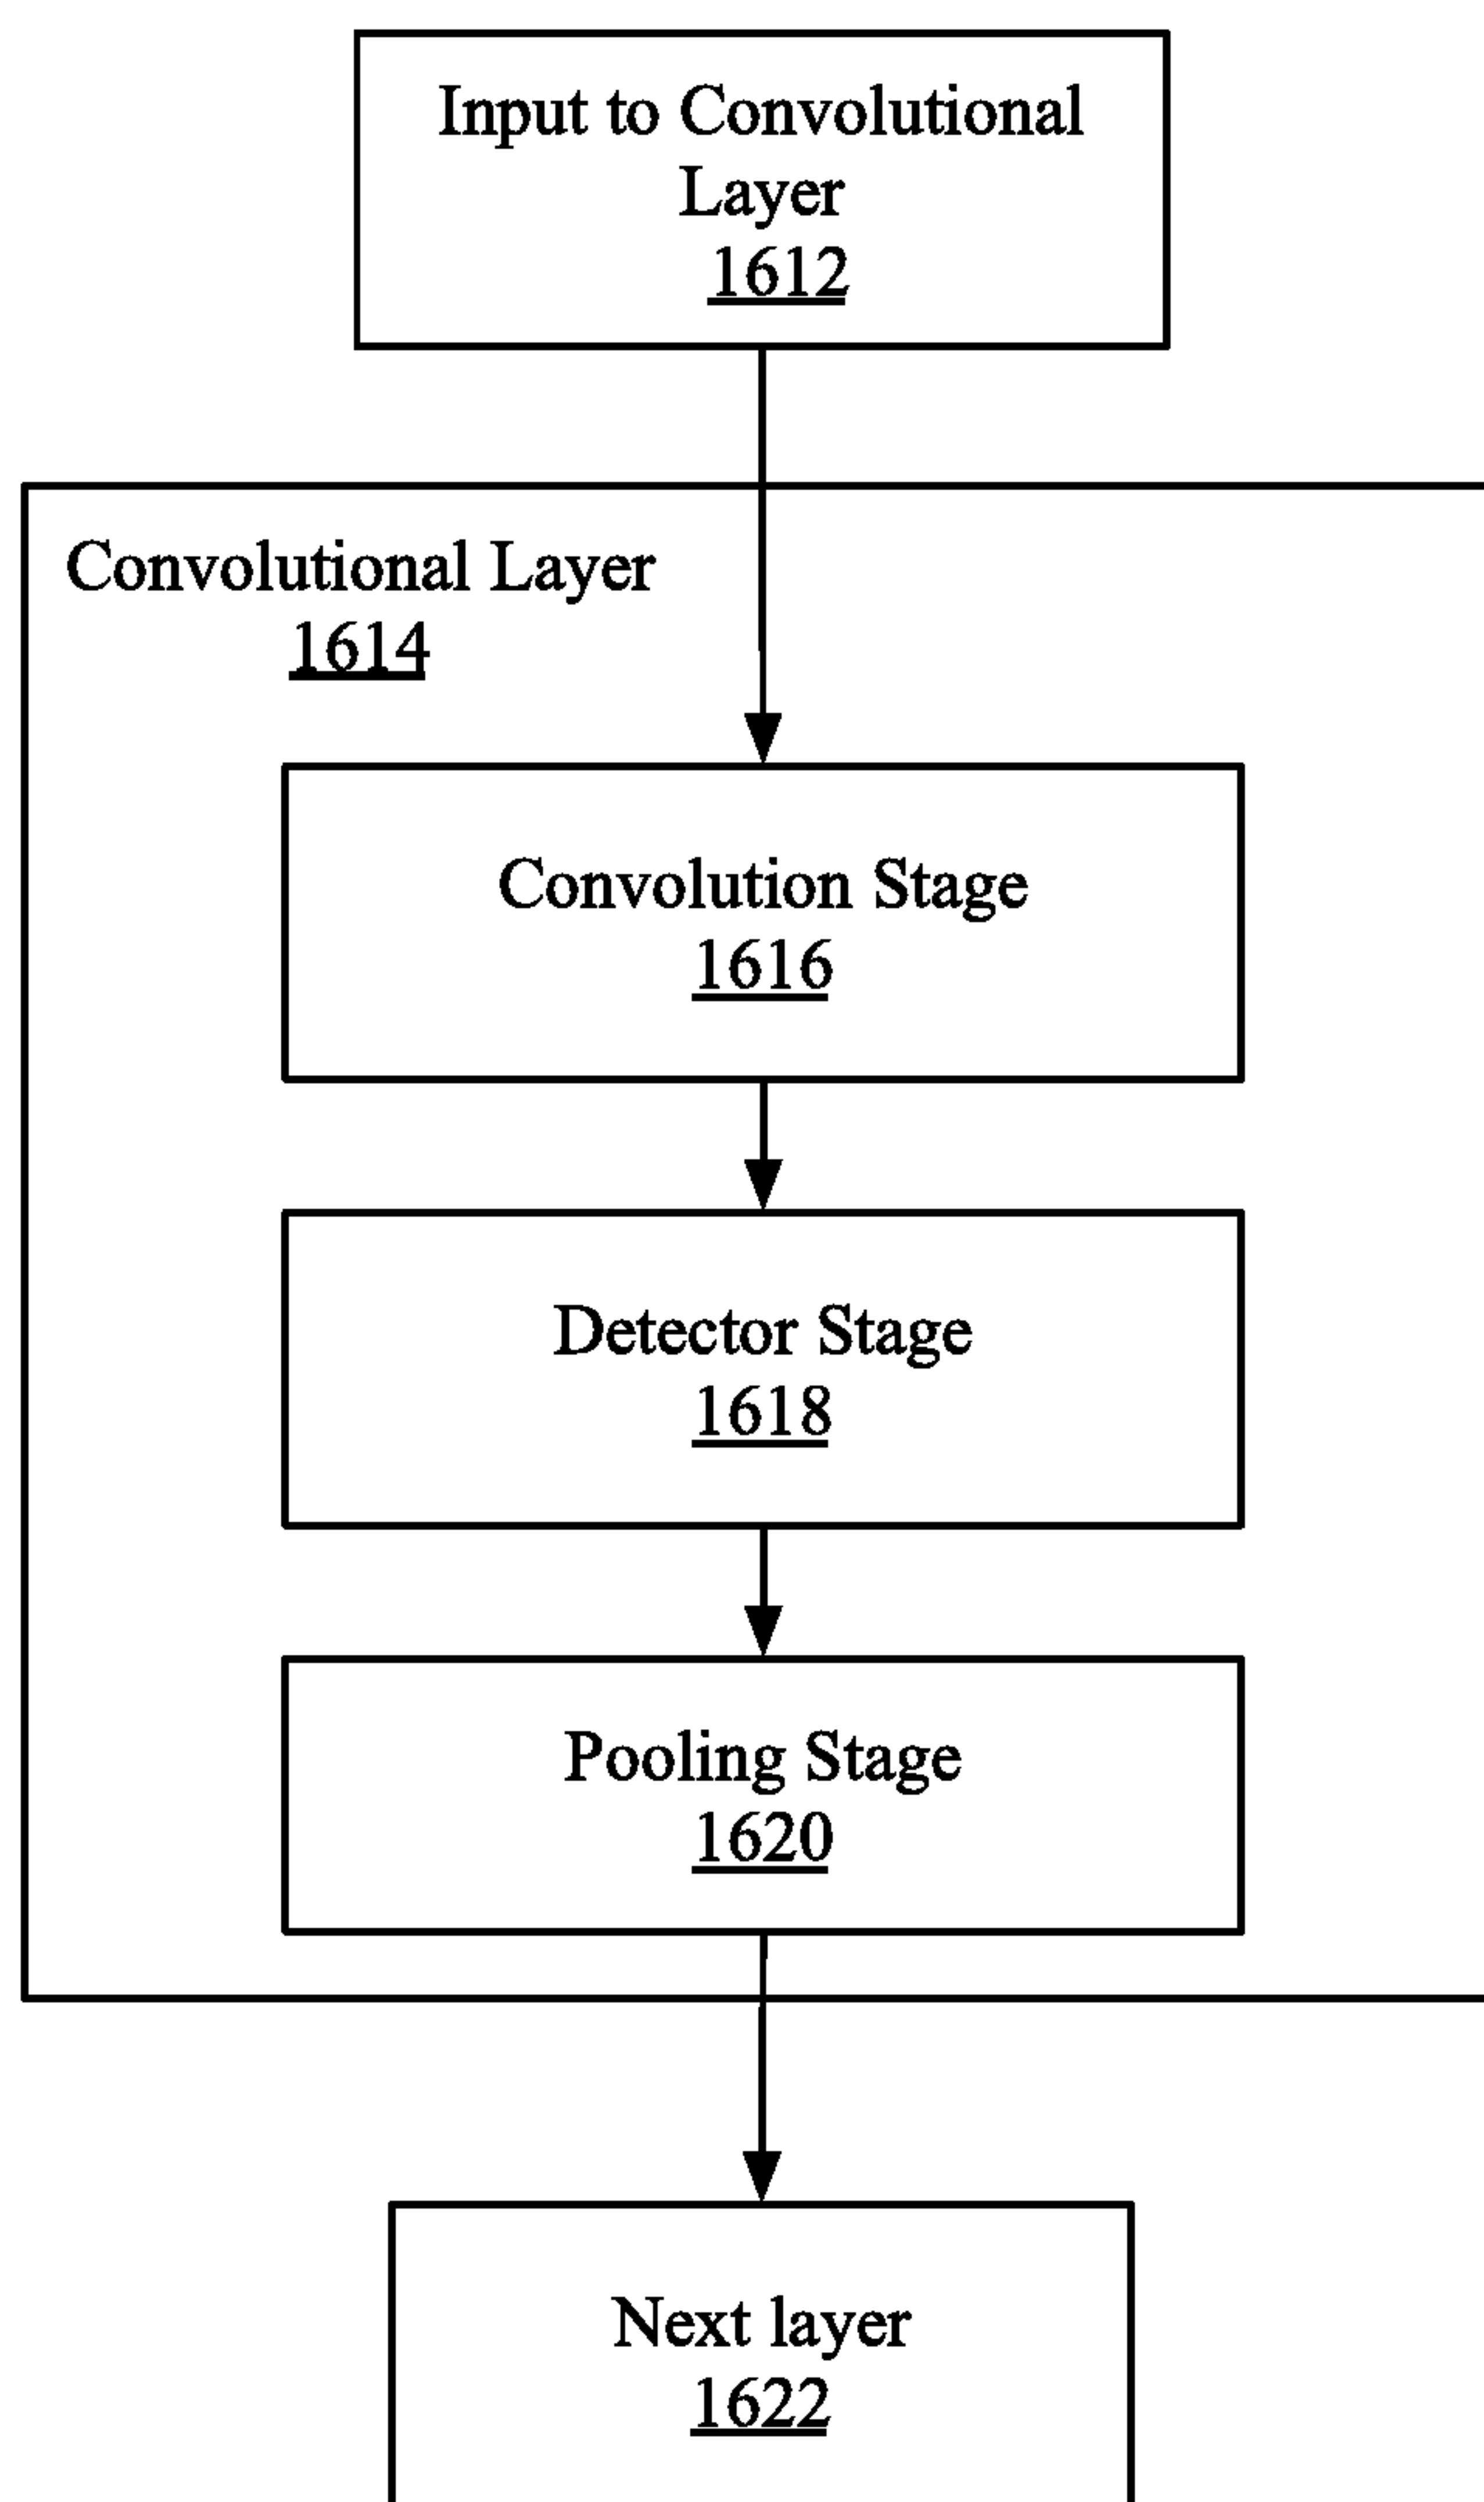 Input to Convolutional
Layer
1612
Convolutional Layer
1614
Convolution Stage
1616
Detector Stage
1618
Pooling Stage
1620
Next layer
1622